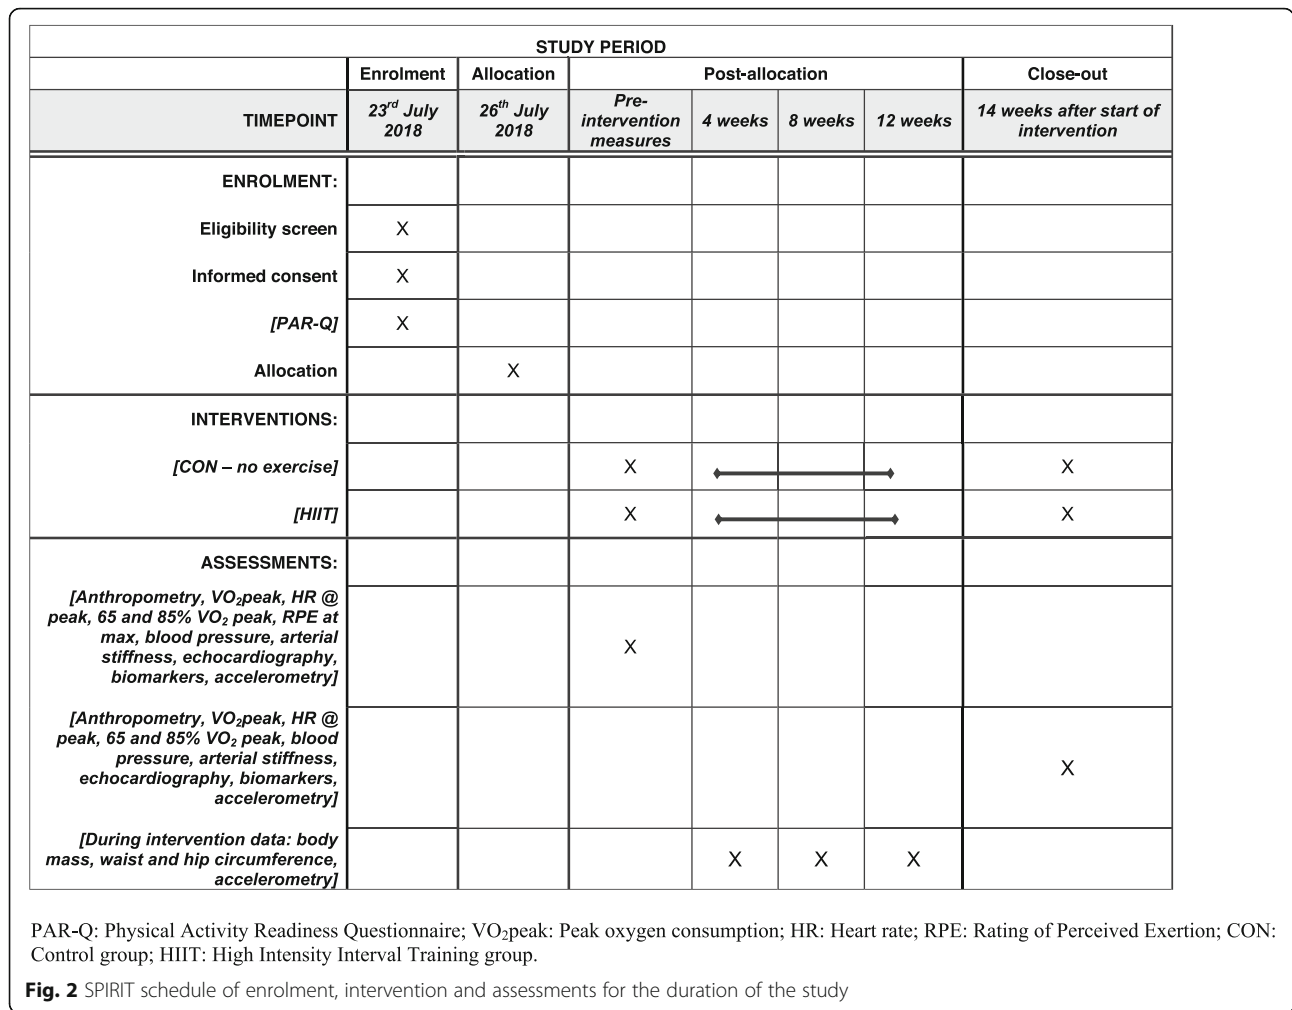 STUDY PERIOD
Enrolment Allocation Post-allocation Close-out
TIMEPOINT 23rd July 2018 26th July 2018 Pre-intervention measures 4 weeks 8 weeks 12 weeks 14 weeks after start of intervention
ENROLMENT:
Eligibility screen X
Informed consent X
[PAR-Q] X
Allocation X
INTERVENTIONS:
[CON – no exercise] X X
[HIIT] X X
ASSESSMENTS:
[Anthropometry, VO2peak, HR @
peak, 65 and 85% VO2 peak, RPE at
max, blood pressure, arterial
stiffness, echocardiography,
biomarkers, accelerometry]
X
[Anthropometry, VO2peak, HR @
peak, 65 and 85% VO2 peak, blood
pressure, arterial stiffness,
echocardiography, biomarkers,
accelerometry]
X
[During intervention data: body
mass, waist and hip circumference,
accelerometry]
X X X
PAR-Q: Physical Activity Readiness Questionnaire; VO2peak: Peak oxygen consumption; HR: Heart rate; RPE: Rating of Perceived Exertion; CON:
Control group; HIIT: High Intensity Interval Training group.
Fig. 2 SPIRIT schedule of enrolment, intervention and assessments for the duration of the study